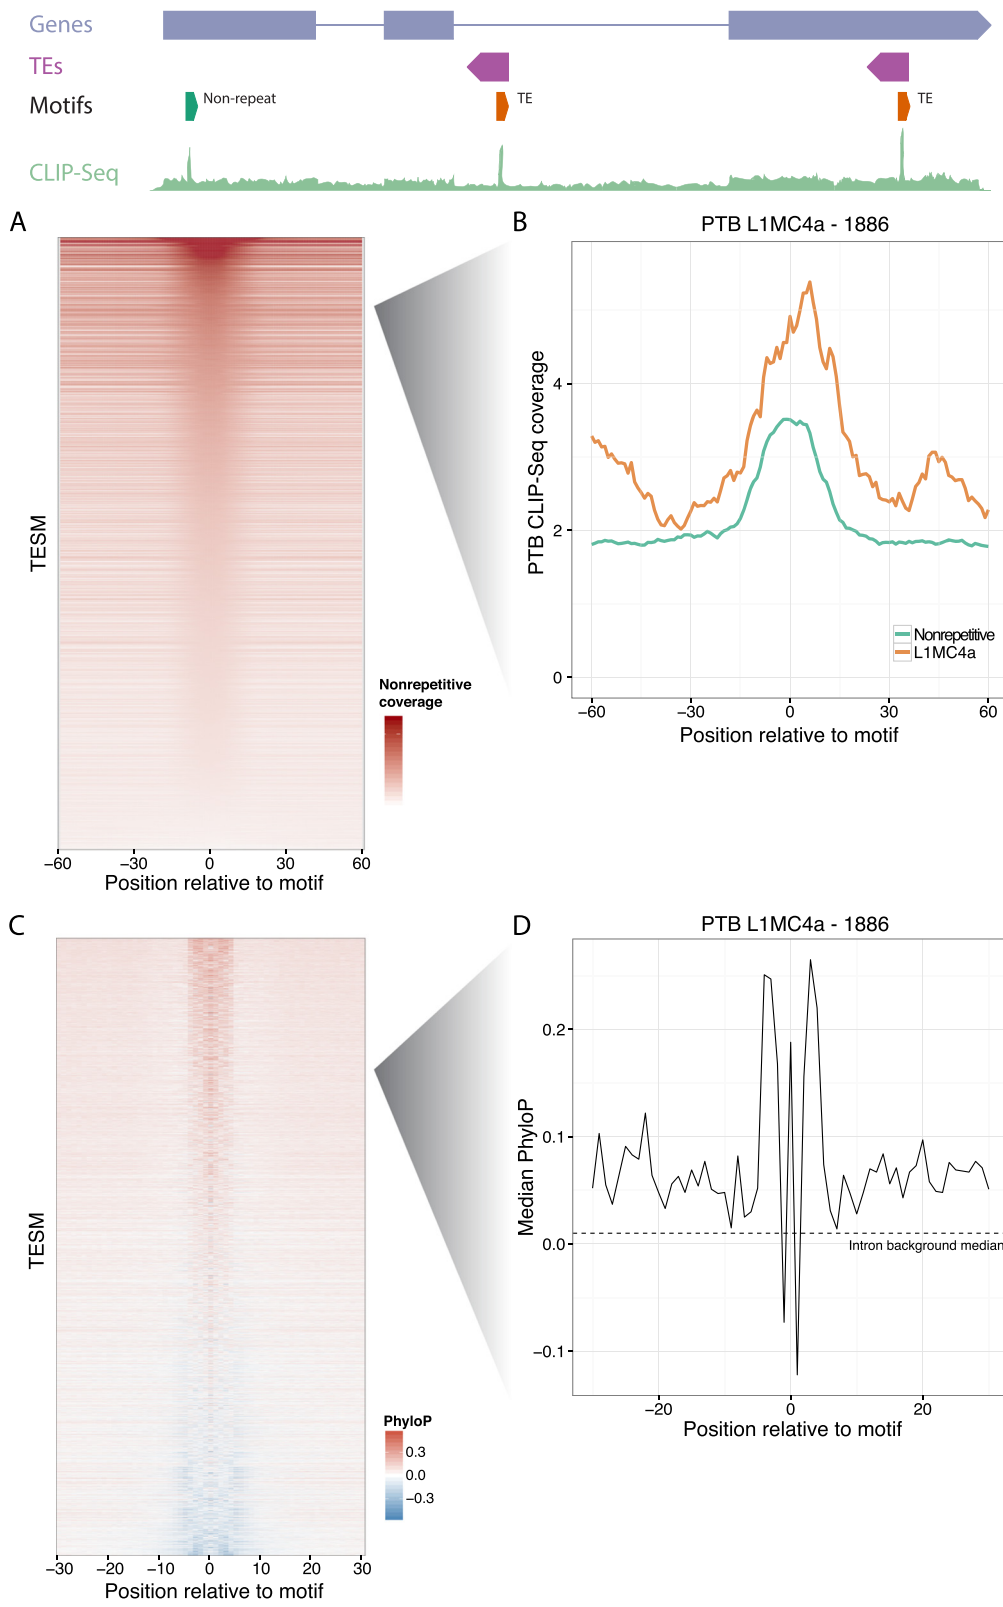 Genes
TEs
Motifs
Non-repeat
TE
TE
CLIP-Seq
A
TESM
Nonrepetitive
coverage
−60
−30
0
30
60
Position relative to motif
B
PTB L1MC4a - 1886
PTB CLIP-Seq coverage
4
2
0
Nonrepetitive
L1MC4a
−60
−30
0
30
60
Position relative to motif
C
TESM
PhyloP
0.3
0.0
−0.3
−30
−20
−10
0
10
20
30
Position relative to motif
D
PTB L1MC4a - 1886
Median PhyloP
0.2
0.1
0.0
−0.1
Intron background median
−20
0
20
Position relative to motif